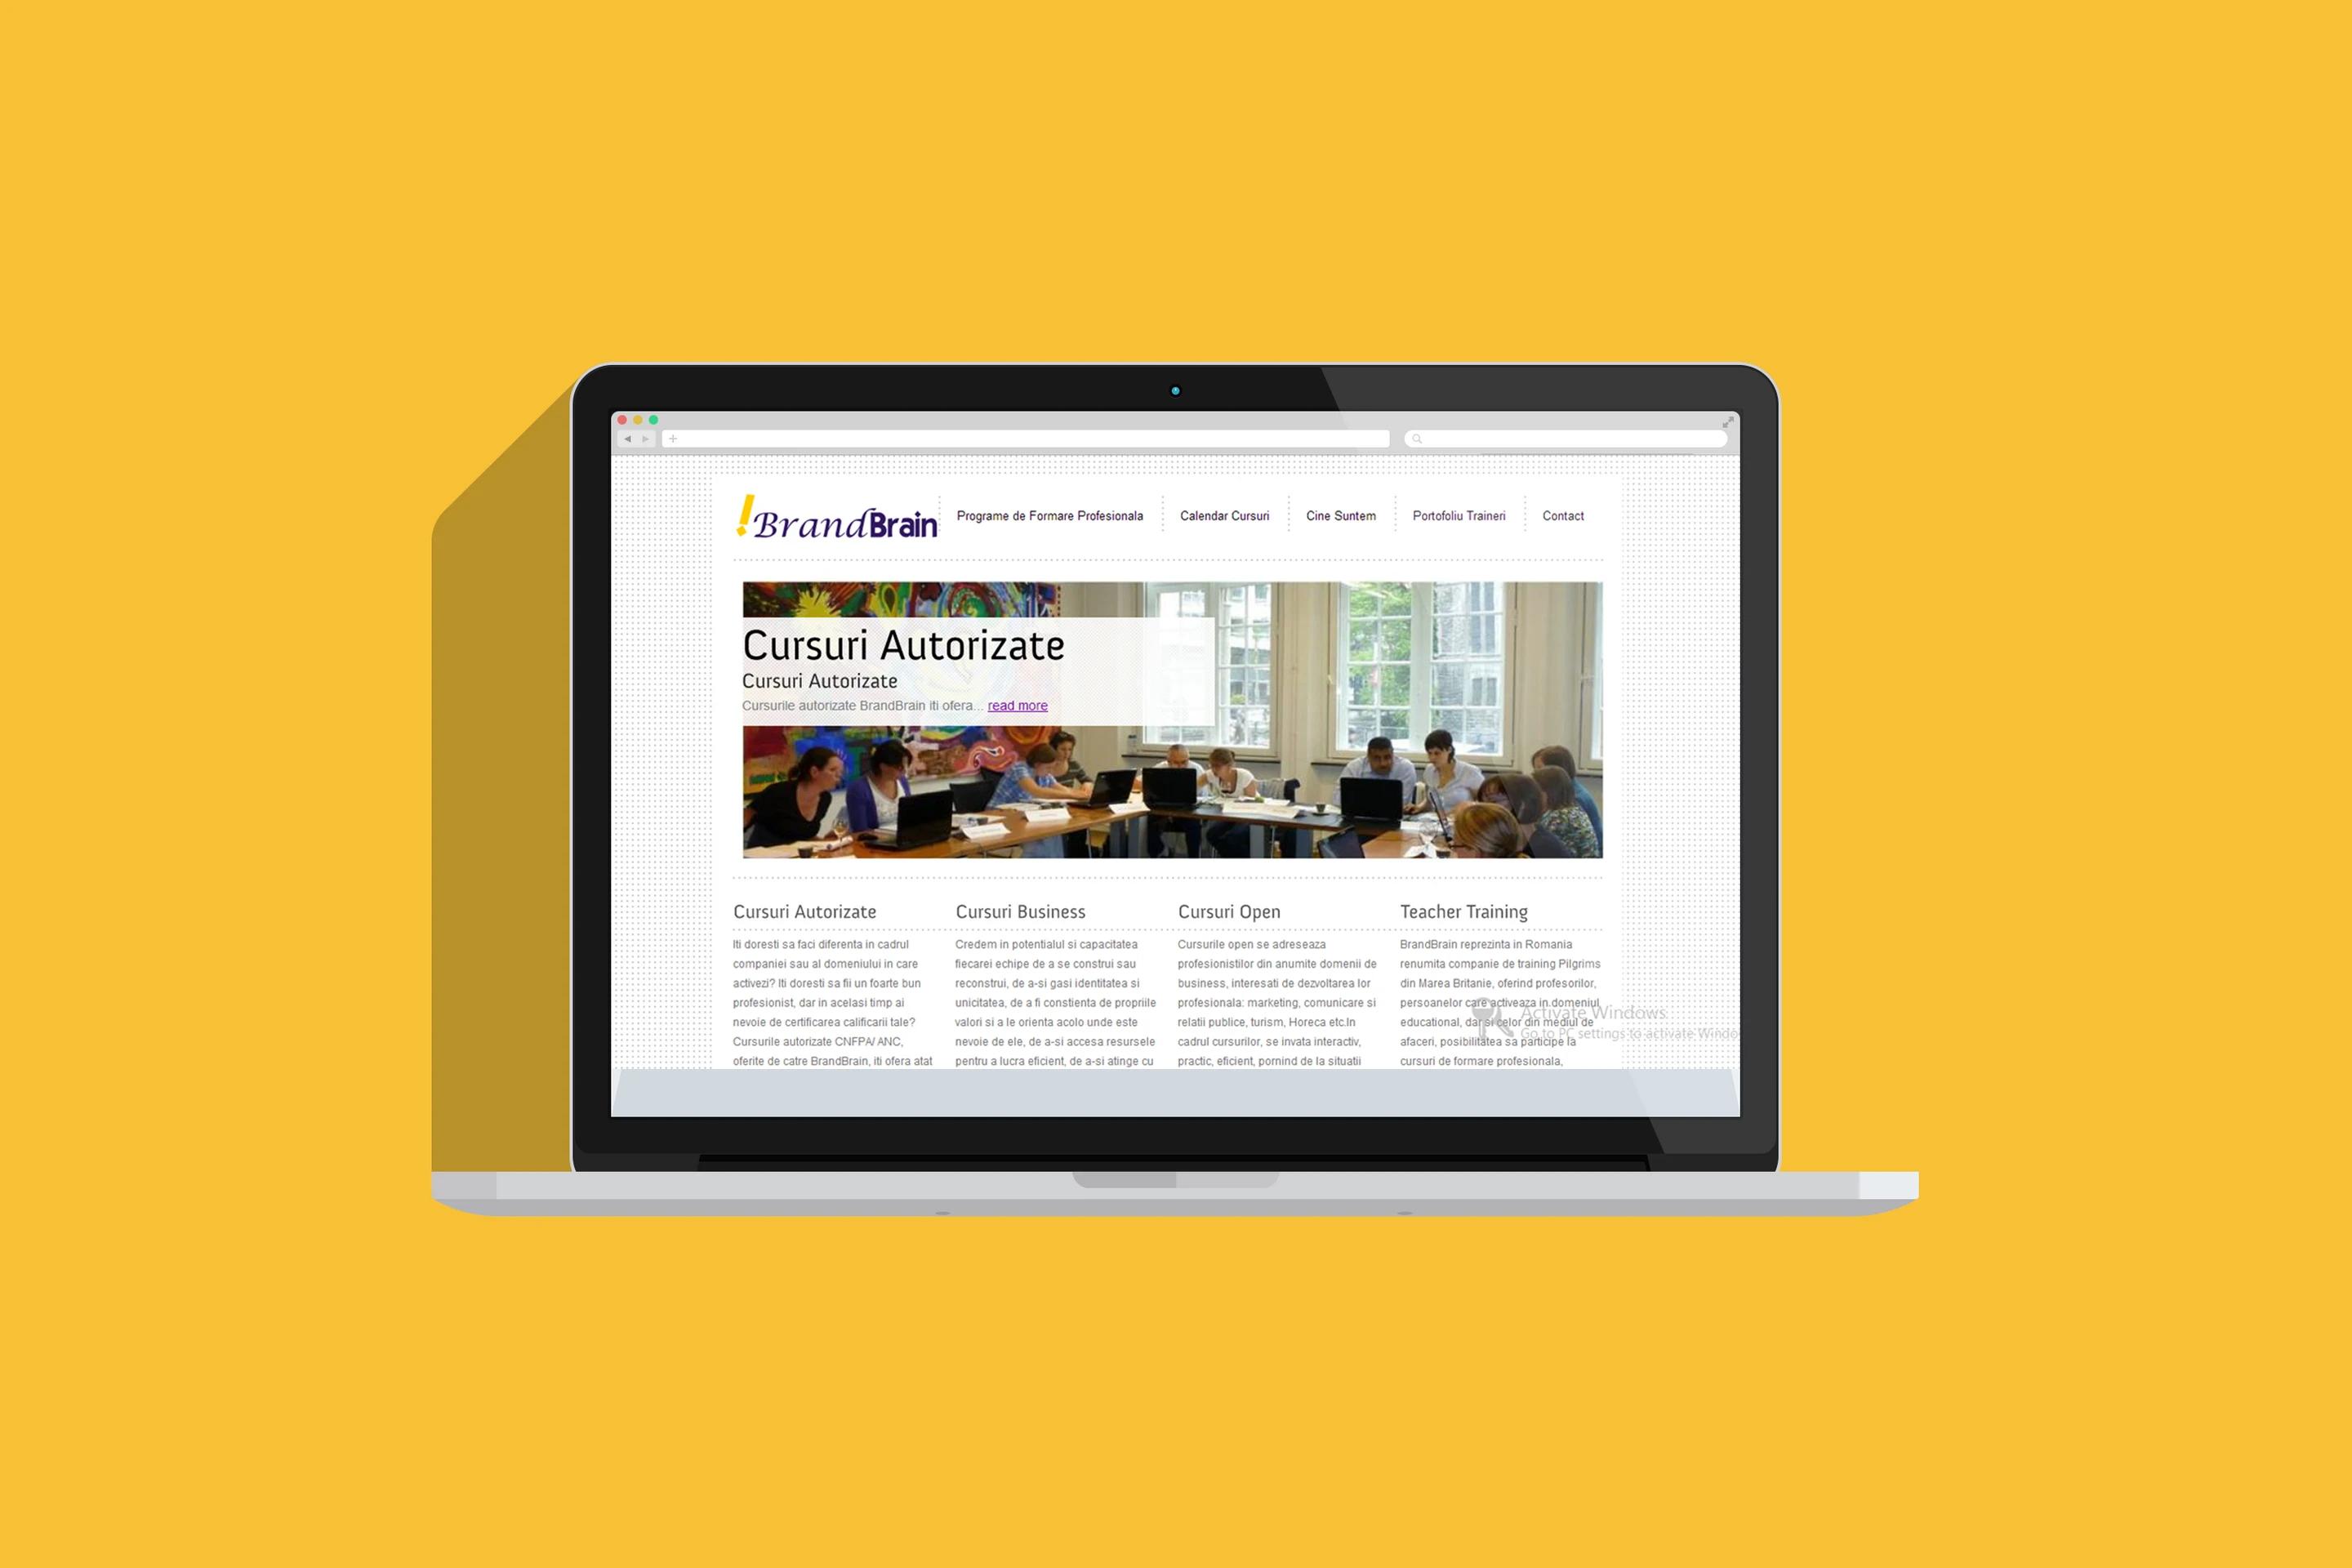 !BrandBrain
Programe de Formare Profesionala
Calendar Cursuri
Cine Suntem
Portofoliu Traineri
Contact
Cursuri Autorizate
Cursuri Autorizate
Cursurile autorizate BrandBrain iti ofera... read more
Cursuri Autorizate
Iti doresti sa faci diferenta in cadrul
companiei sau al domeniului in care
activezi? Iti doresti sa fii un foarte bun
profesionist, dar in acelasi timp ai
nevoie de certificarea calificarii tale?
Cursurile autorizate CNFPA/ ANC,
oferite de catre BrandBrain, iti ofera atat
Cursuri Business
Credem in potentialul si capacitatea
fiecarei echipe de a se construi sau
reconstrui, de a-si gasi identitatea si
unicitatea, de a fi constienta de propriile
valori si a le orienta acolo unde este
nevoie de ele, de a-si accesa resursele
pentru a lucra eficient, de a-si atinge cu
Cursuri Open
Cursurile open se adreseaza
profesionistilor din anumite domenii de
business, interesati de dezvoltarea lor
profesionala: marketing, comunicare si
relatii publice, turism, Horeca etc.In
cadrul cursurilor, se invata interactiv,
practic, eficient, pornind de la situatii
Teacher Training
BrandBrain reprezinta in Romania
renumita companie de training Pilgrims
din Marea Britanie, oferind profesorilor,
persoanelor care activeaza in domeniul
educational, dar si celor din mediul de
afaceri, posibilitatea sa participe la
cursuri de formare profesionala,
Activate Windows
Go to PC settings to activate Windo